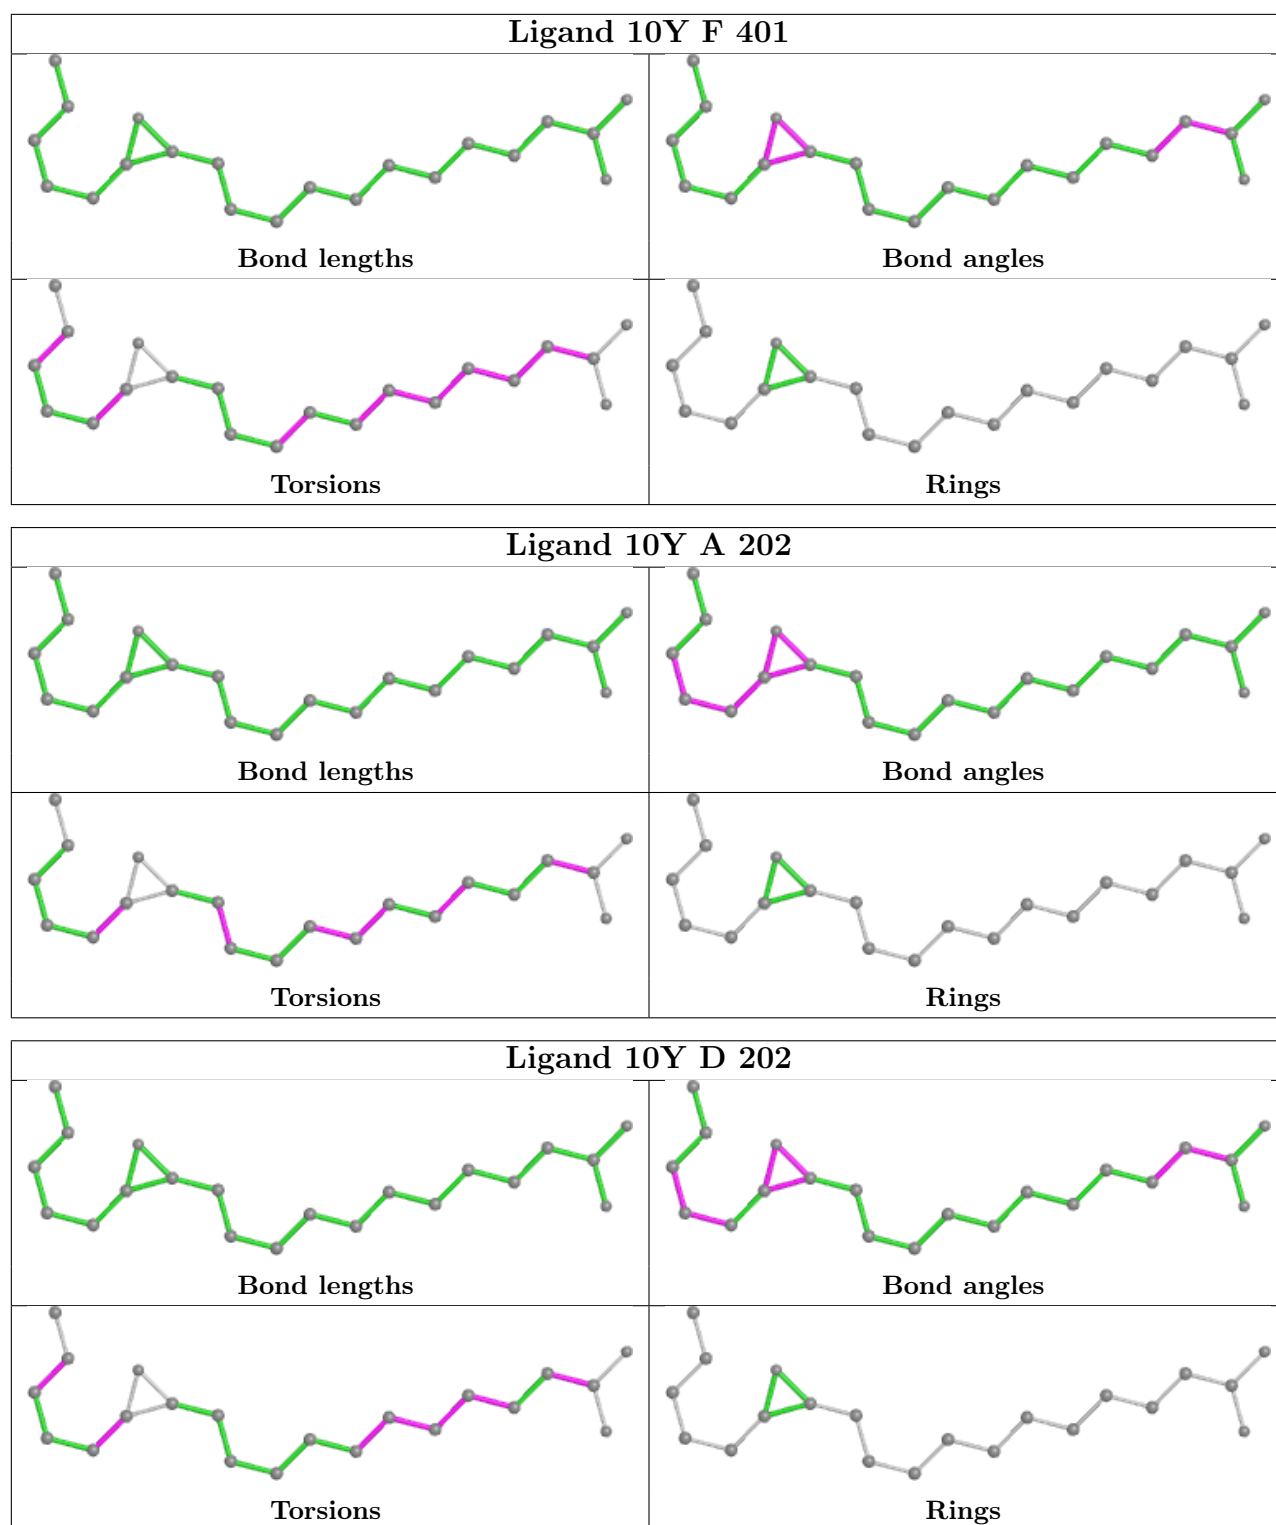 Ligand 10Y F 401
Bond lengths
Bond angles
Torsions
Rings
Ligand 10Y A 202
Bond lengths
Bond angles
Torsions
Rings
Ligand 10Y D 202
Bond lengths
Bond angles
Torsions
Rings